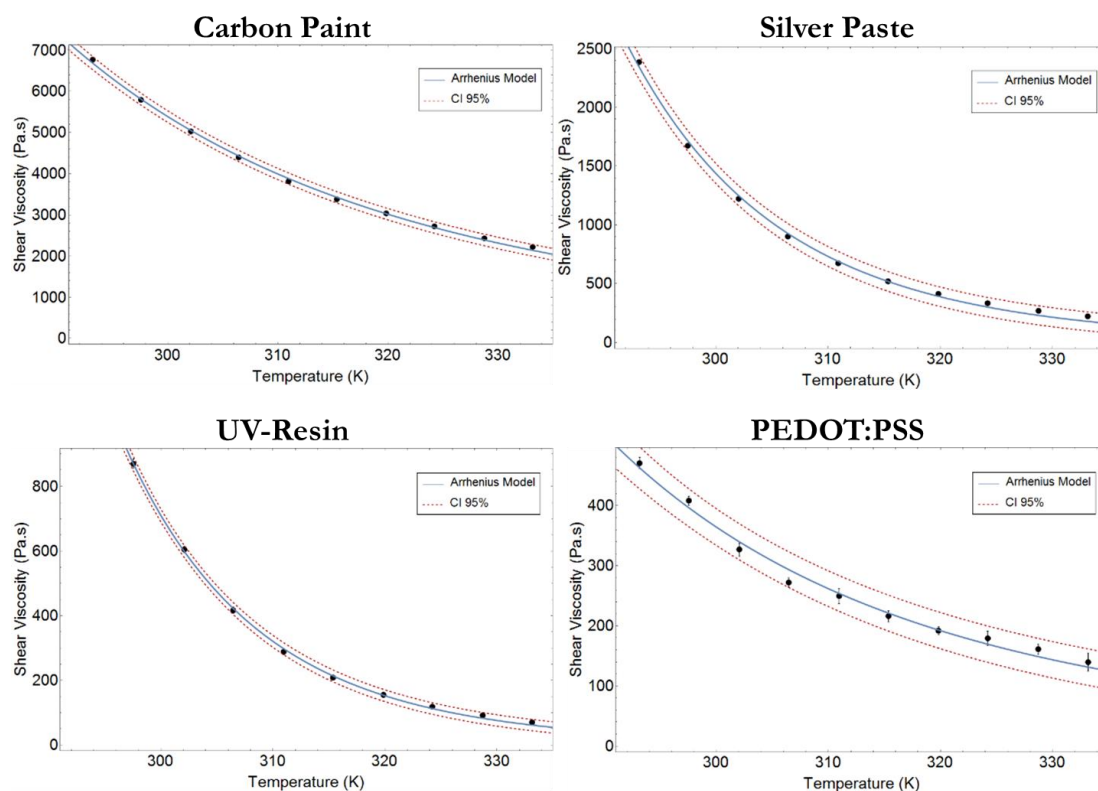 Carbon Paint
7000
6000
5000
4000
3000
2000
1000
0
Shear Viscosity (Pa.s)
Arrhenius Model
CI 95%
300
310
320
330
Temperature (K)
Silver Paste
2500
2000
1500
1000
500
0
Shear Viscosity (Pa.s)
Arrhenius Model
CI 95%
300
310
320
330
Temperature (K)
UV-Resin
800
600
400
200
0
Shear Viscosity (Pa.s)
Arrhenius Model
CI 95%
300
310
320
330
Temperature (K)
PEDOT:PSS
400
300
200
100
0
Shear Viscosity (Pa.s)
Arrhenius Model
CI 95%
300
310
320
330
Temperature (K)